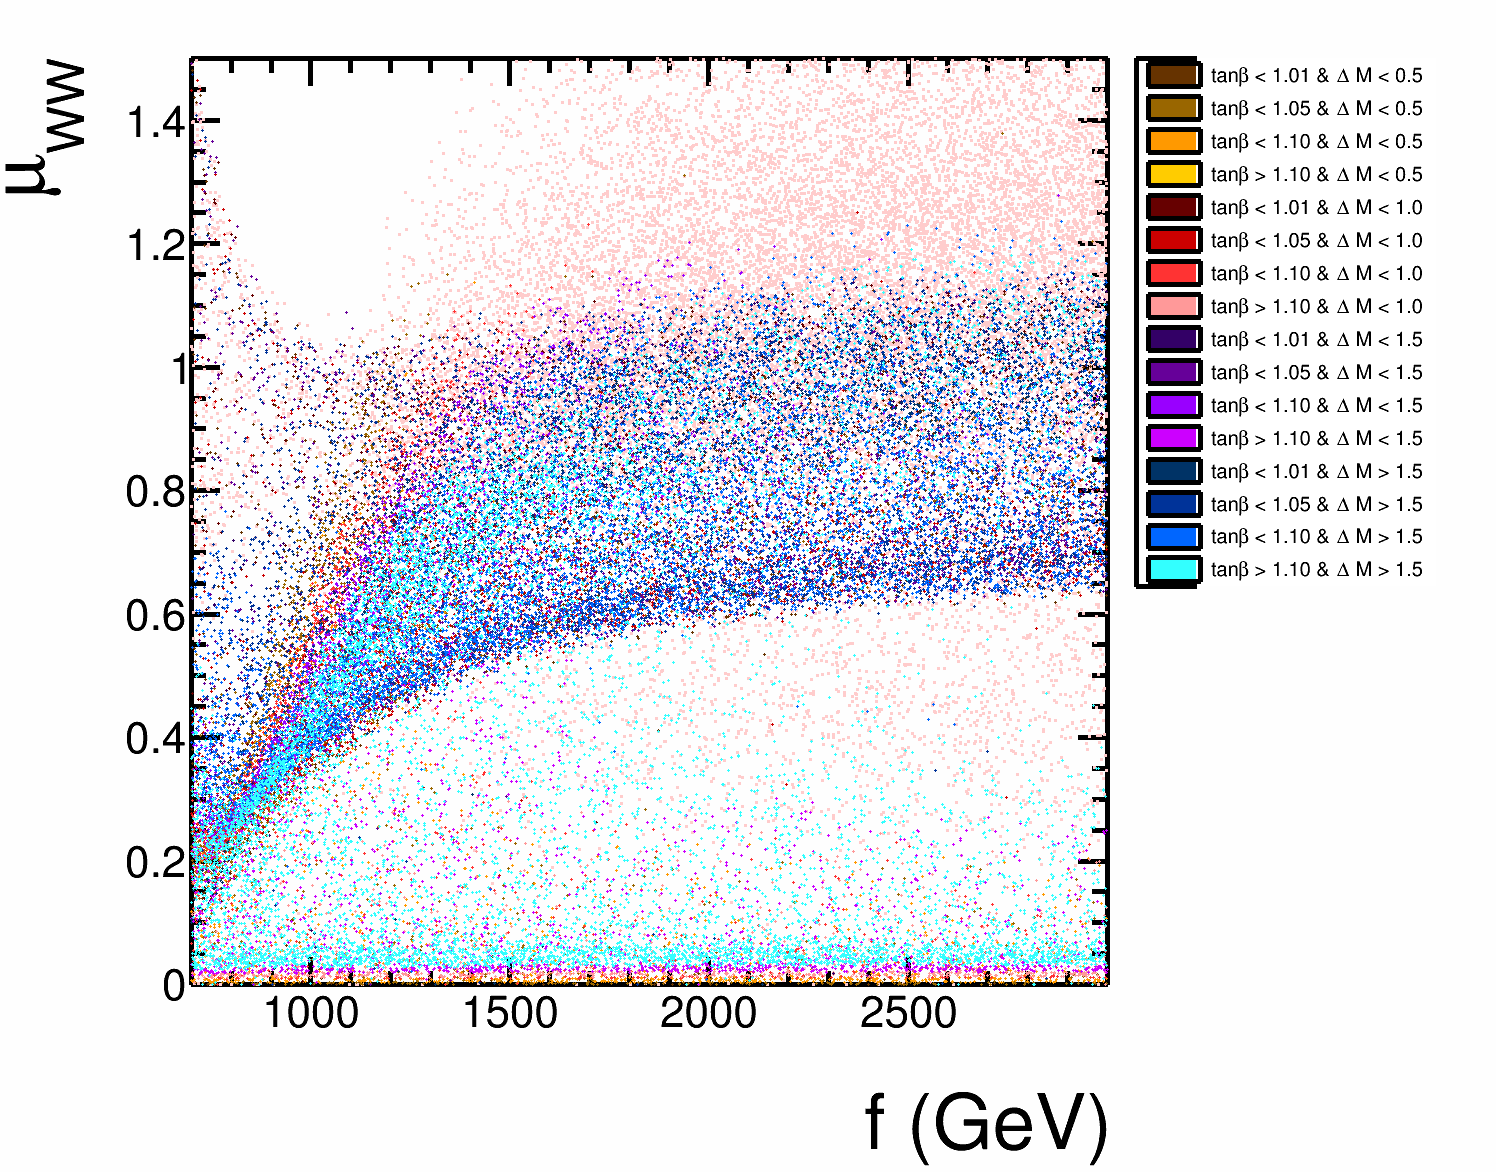 μWW
1.4
1.2
1
0.8
0.6
0.4
0.2
0
1000 1500 2000 2500
f (GeV)
tanβ < 1.01 & Δ M < 0.5
tanβ < 1.05 & Δ M < 0.5
tanβ < 1.10 & Δ M < 0.5
tanβ > 1.10 & Δ M < 0.5
tanβ < 1.01 & Δ M < 1.0
tanβ < 1.05 & Δ M < 1.0
tanβ < 1.10 & Δ M < 1.0
tanβ > 1.10 & Δ M < 1.0
tanβ < 1.01 & Δ M < 1.5
tanβ < 1.05 & Δ M < 1.5
tanβ < 1.10 & Δ M < 1.5
tanβ > 1.10 & Δ M < 1.5
tanβ < 1.01 & Δ M > 1.5
tanβ < 1.05 & Δ M > 1.5
tanβ < 1.10 & Δ M > 1.5
tanβ > 1.10 & Δ M > 1.5